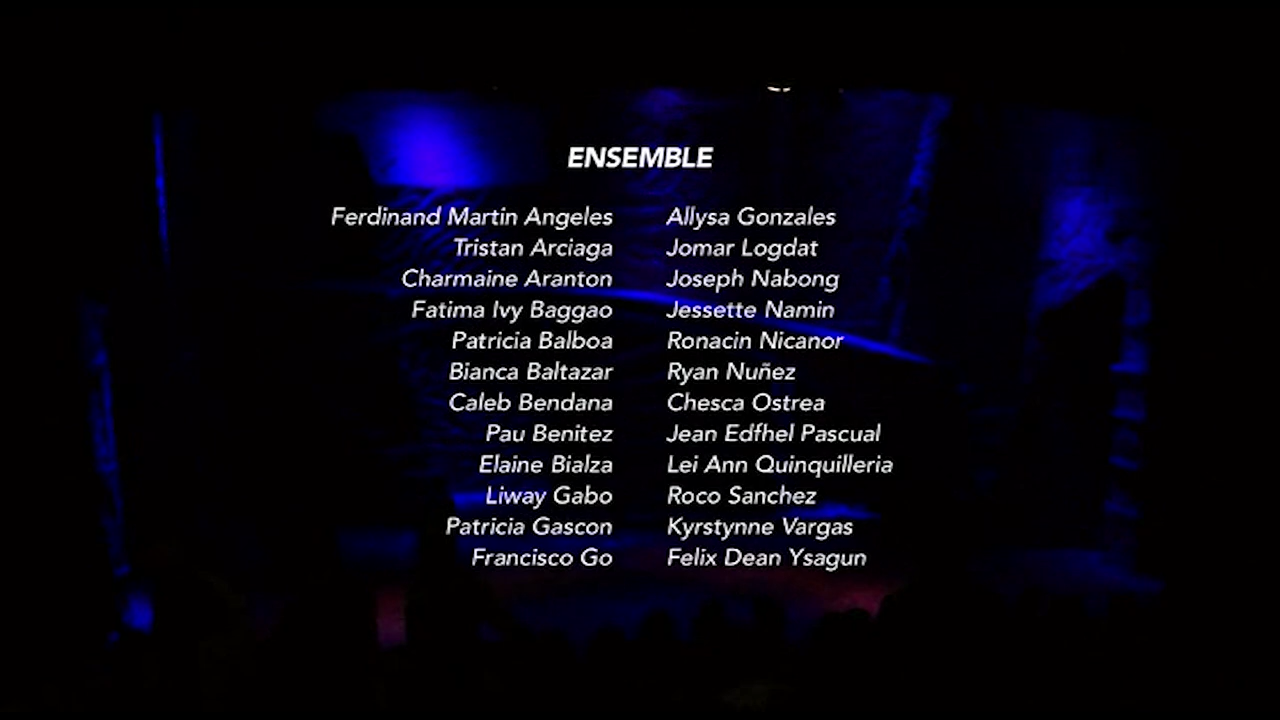 ENSEMBLE
Ferdinand Martin Angeles
Tristan Arciaga
Charmaine Aranton
Fatima Ivy Baggao
Patricia Balboa
Bianca Baltazar
Caleb Bendana
Pau Benitez
Elaine Bialza
Liway Gabo
Patricia Gascon
Francisco Go
Allysa Gonzales
Jomar Logdat
Joseph Nabong
Jessette Namin
Ronacin Nicanor
Ryan Nuñez
Chesca Ostrea
Jean Edfhel Pascual
Lei Ann Quinquilleria
Roco Sanchez
Kyrstynne Vargas
Felix Dean Ysagun